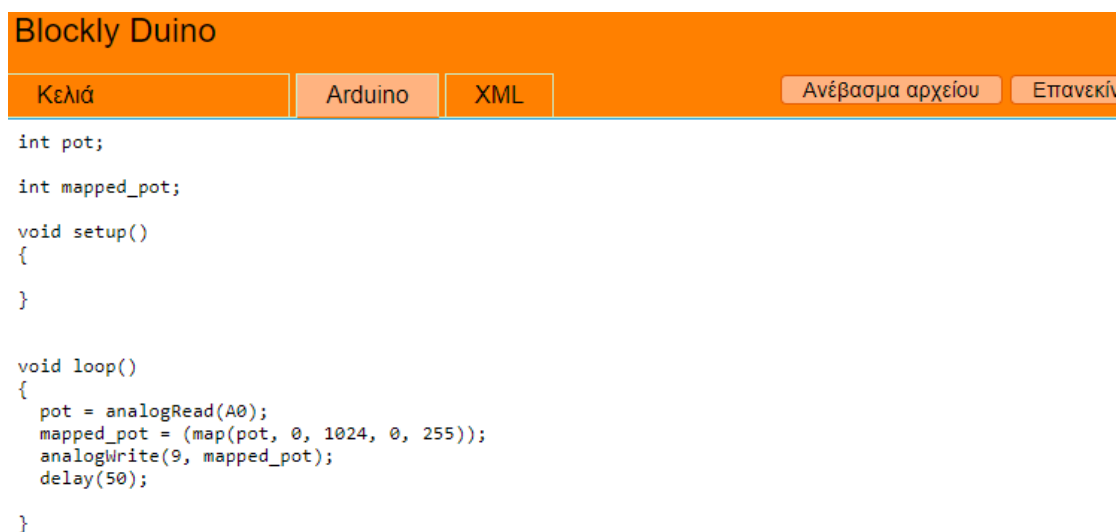 Blockly Duino
Κελιά Arduino XML Ανέβασμα αρχείου
int pot;
int mapped_pot;
void setup()
{
}
void loop()
{
pot = analogRead(A0);
mapped_pot = (map(pot, 0, 1024, 0, 255));
analogWrite(9, mapped_pot);
delay(50);
}